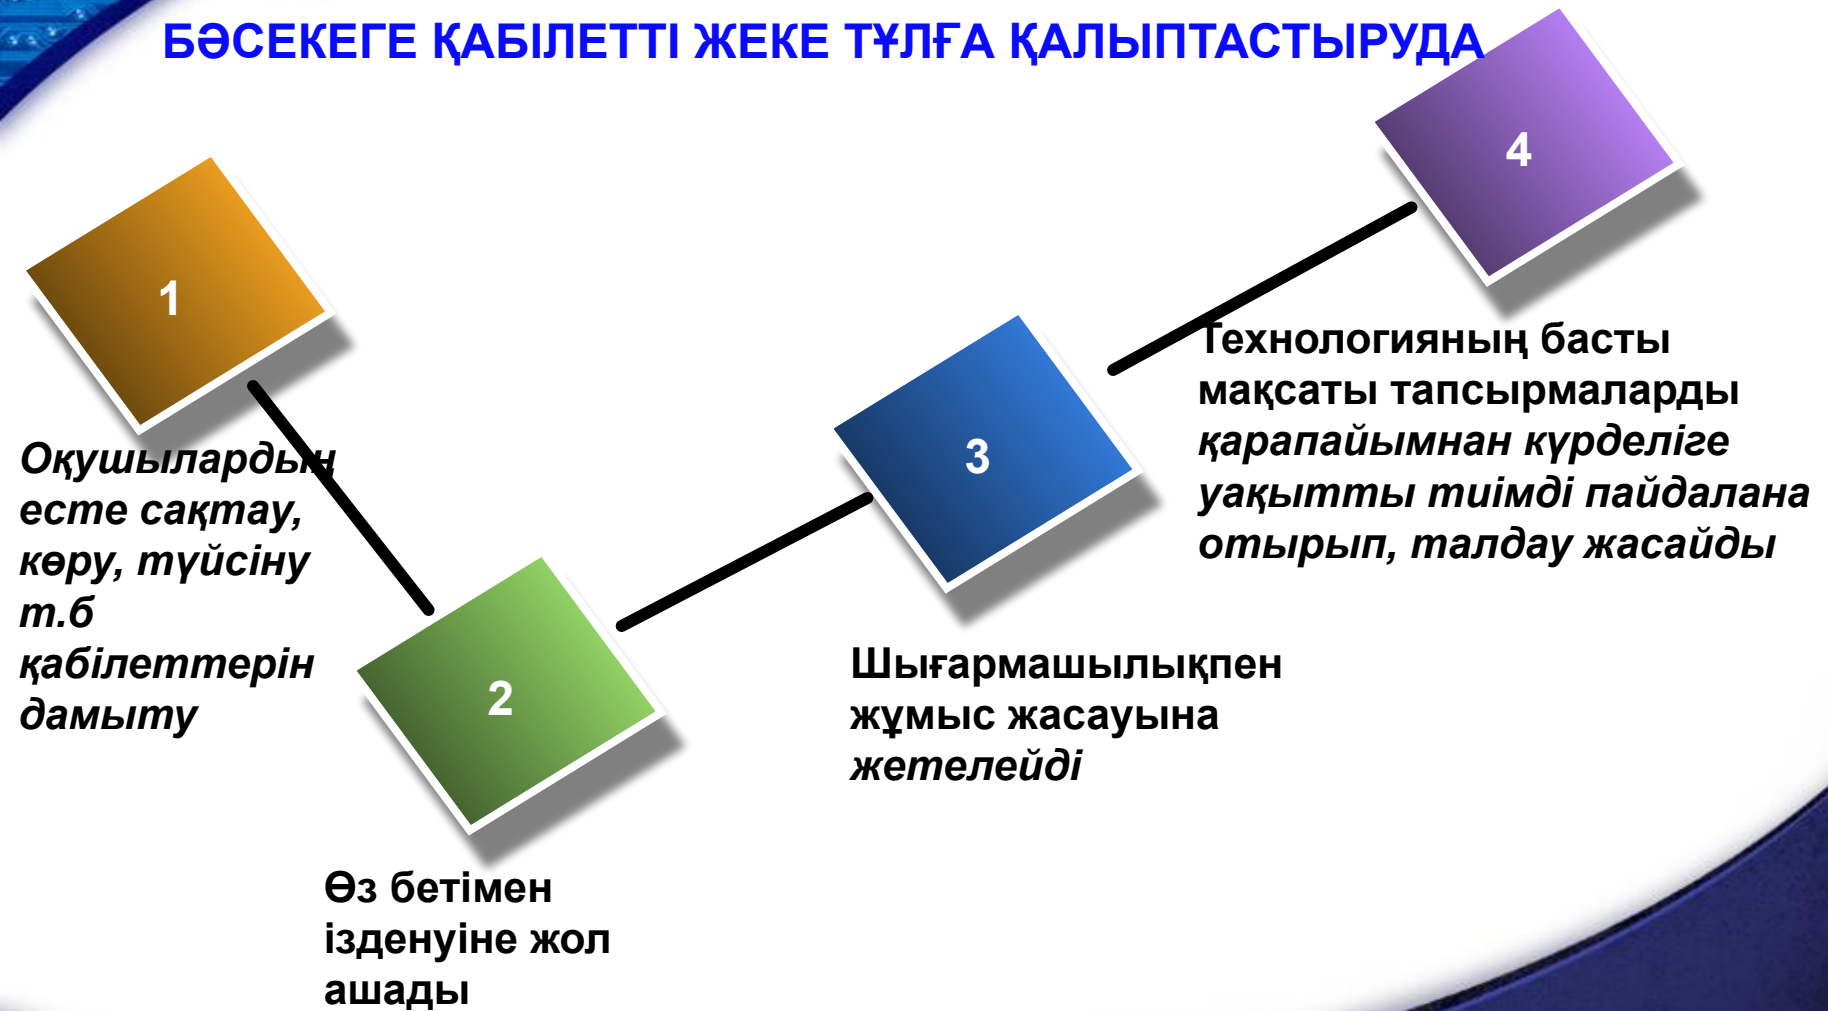 БӘСЕКЕГЕ ҚАБІЛЕТТІ ЖЕКЕ ТҰЛҒА ҚАЛЫПТАСТЫРУДА
1
Оқушылардың
есте сақтау,
көру, түйсіну
т.б
қабілеттерін
дамыту
2
Өз бетімен
ізденуіне жол
ашады
3
Шығармашылықпен
жұмыс жасауына
жетелейді
4
Технологияның басты
мақсаты тапсырмаларды
қарапайымнан күрделіге
уақытты тиімді пайдалана
отырып, талдау жасайды